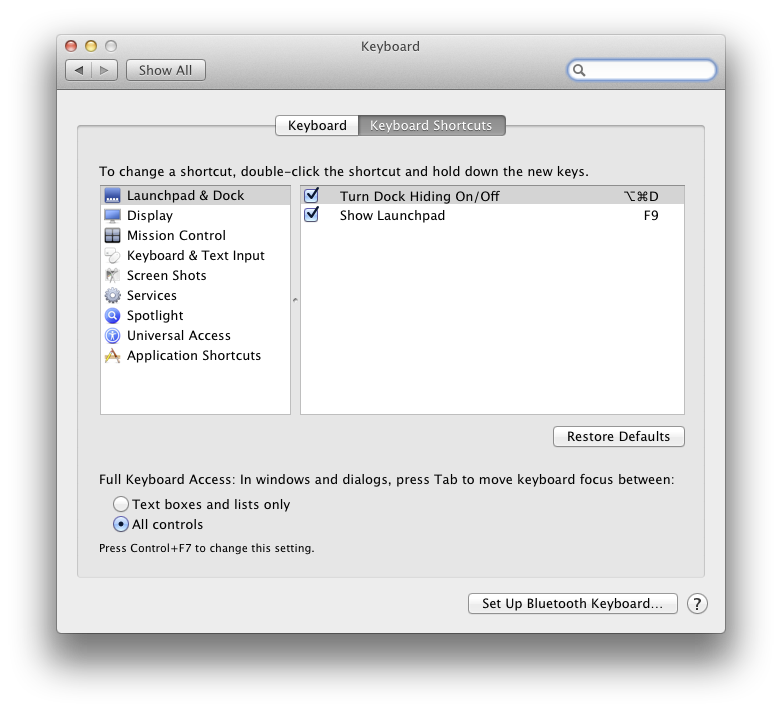 Keyboard
Show All
Keyboard Keyboard Shortcuts
To change a shortcut, double-click the shortcut and hold down the new keys.
Launchpad & Dock
Display
Mission Control
Keyboard & Text Input
Screen Shots
Services
Spotlight
Universal Access
Application Shortcuts
Turn Dock Hiding On/Off ⌥⌘D
Show Launchpad F9
Restore Defaults
Full Keyboard Access: In windows and dialogs, press Tab to move keyboard focus between:
Text boxes and lists only
All controls
Press Control+F7 to change this setting.
Set Up Bluetooth Keyboard... ?